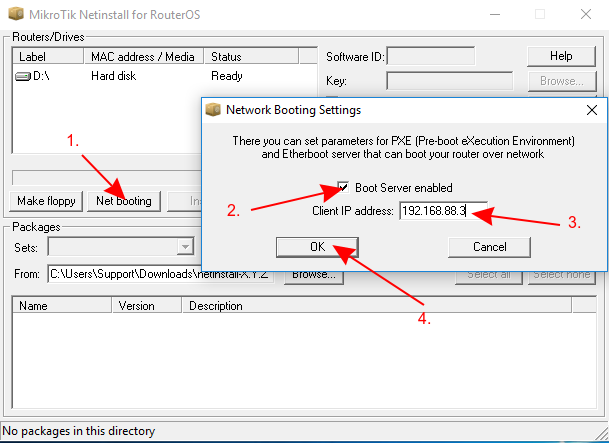 MikroTik Netinstall for RouterOS
Routers/Drives
Label MAC address / Media Status
D:\ Hard disk Ready
Software ID:
Help
Key:
Browse...
1.
Make floppy
Net booting
Network Booting Settings
There you can set parameters for PXE (Pre-boot eXecution Environment)
and Etherboot server that can boot your router over network
Boot Server enabled
2.
Client IP address: 192.168.88.3
3.
OK
Cancel
4.
Packages
Sets:
From: C:\Users\Support\Downloads\netinstall-X.Y.Z
Browse...
Select all
Select none
Name Version Description
No packages in this directory